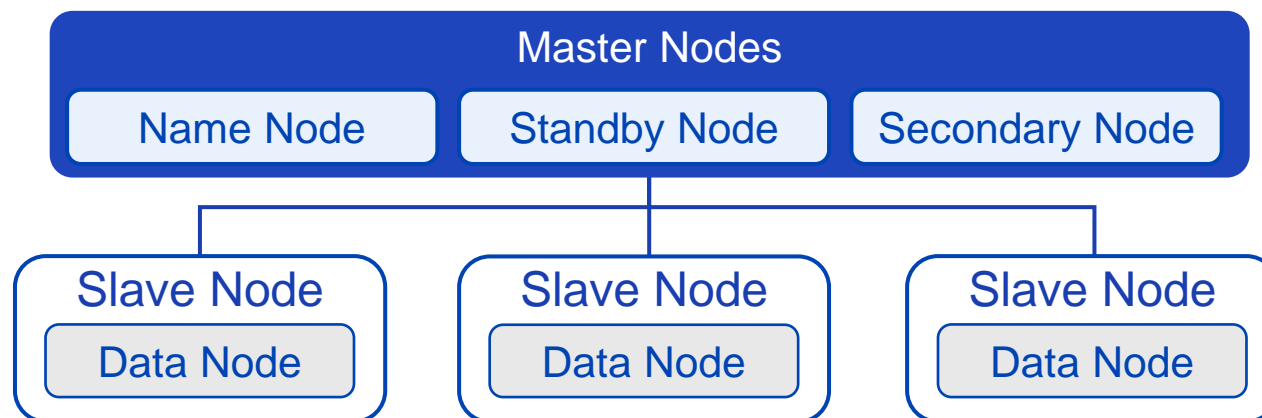 Master Nodes
Name Node Standby Node Secondary Node
Slave Node Slave Node Slave Node
Data Node Data Node Data Node